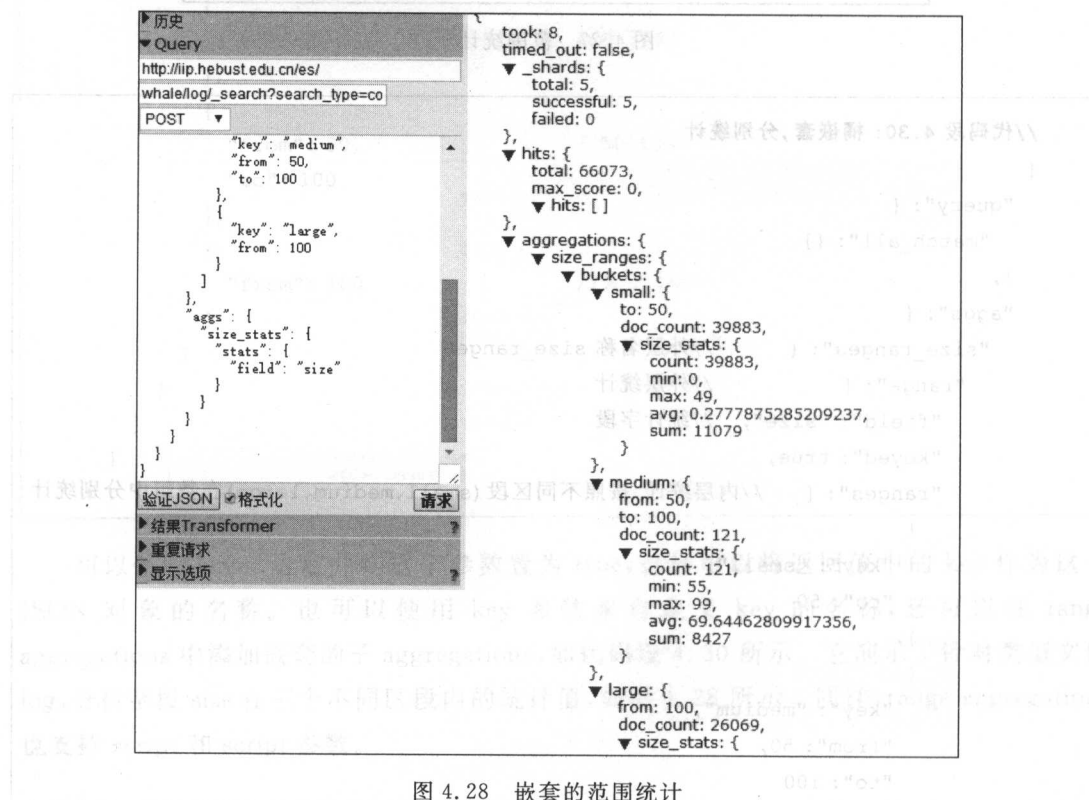 历史
Query
http://iip.hebust.edu.cn/es/
whale/log/_search?search_type=co
POST
"key": "medium",
"from": 50,
"to": 100
},
{
"key": "large",
"from": 100
}
]
},
"aggs": {
"size_stats": {
"stats": {
"field": "size"
}
}
}
}
}
}
验证JSON 格式化 请求
结果Transformer ?
重复请求 ?
显示选项 ?
{
took: 8,
timed_out: false,
_shards: {
total: 5,
successful: 5,
failed: 0
},
hits: {
total: 66073,
max_score: 0,
hits: [ ]
},
aggregations: {
size_ranges: {
buckets: {
small: {
to: 50,
doc_count: 39883,
size_stats: {
count: 39883,
min: 0,
max: 49,
avg: 0.2777875285209237,
sum: 11079
}
},
medium: {
from: 50,
to: 100,
doc_count: 121,
size_stats: {
count: 121,
min: 55,
max: 99,
avg: 69.64462809917356,
sum: 8427
}
},
large: {
from: 100,
doc_count: 26069,
size_stats: {
图 4.28 嵌套的范围统计